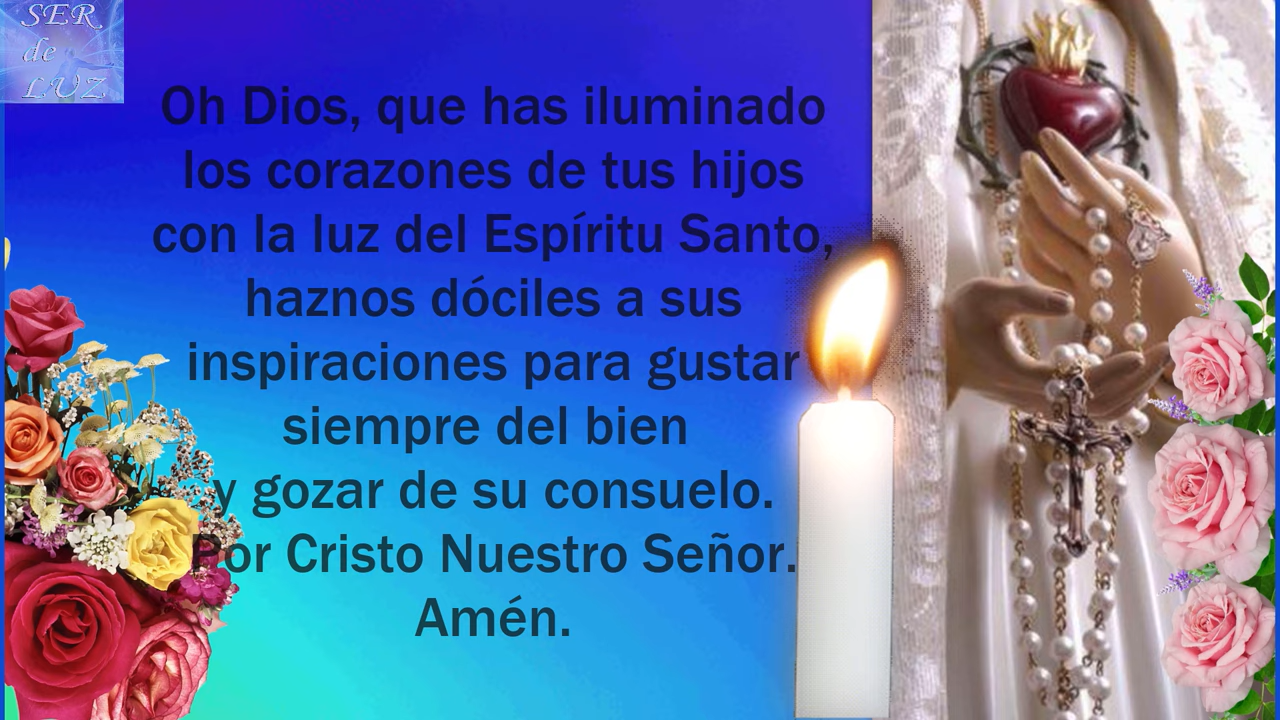 SER
de
LUZ
Oh Dios, que has iluminado
los corazones de tus hijos
con la luz del Espíritu Santo,
haznos dóciles a sus
inspiraciones para gustar
siempre del bien
y gozar de su consuelo.
Por Cristo Nuestro Señor.
Amén.